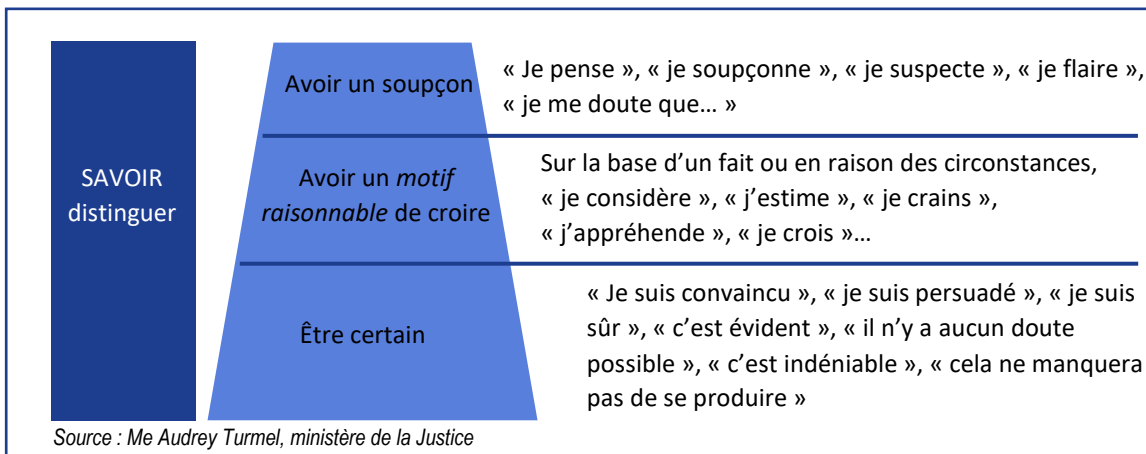 SAVOIR
distinguer
Avoir un soupçon
« Je pense », « je soupçonne », « je suspecte », « je flaire »,
« je me doute que… »
Avoir un motif
raisonnable de croire
Sur la base d’un fait ou en raison des circonstances,
« je considère », « j’estime », « je crains »,
« j’appréhende », « je crois »…
Être certain
« Je suis convaincu », « je suis persuadé », « je suis
sûr », « c’est évident », « il n’y a aucun doute
possible », « c’est indéniable », « cela ne manquera
pas de se produire »
Source : Me Audrey Turmel, ministère de la Justice